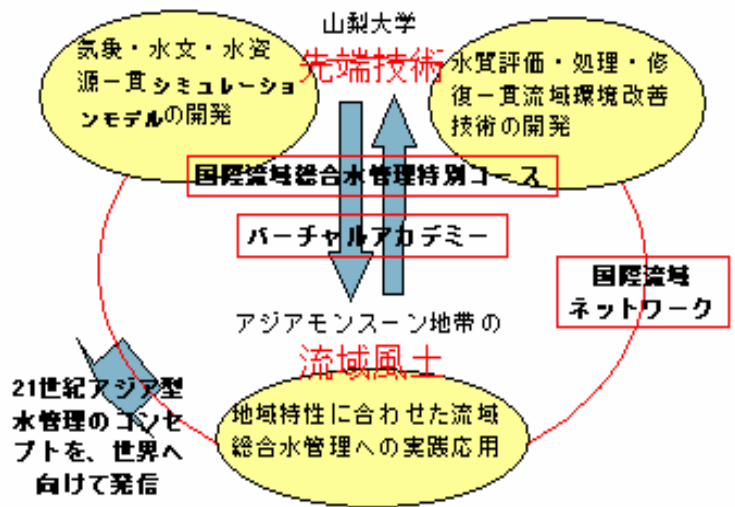 山梨大学
先端技術
気象・水文・水資
源一貫シミュレーショ
ンモデルの開発
水質評価・処理・修
復一貫流域環境改善
技術の開発
国際流域総合水管理特別コース
バーチャルアカデミー
国際流域
ネットワーク
アジアモンスーン地帯の
流域風土
地域特性に合わせた流域
総合水管理への実践応用
21世紀アジア型
水管理のコンセ
プトを、世界へ
向けて発信